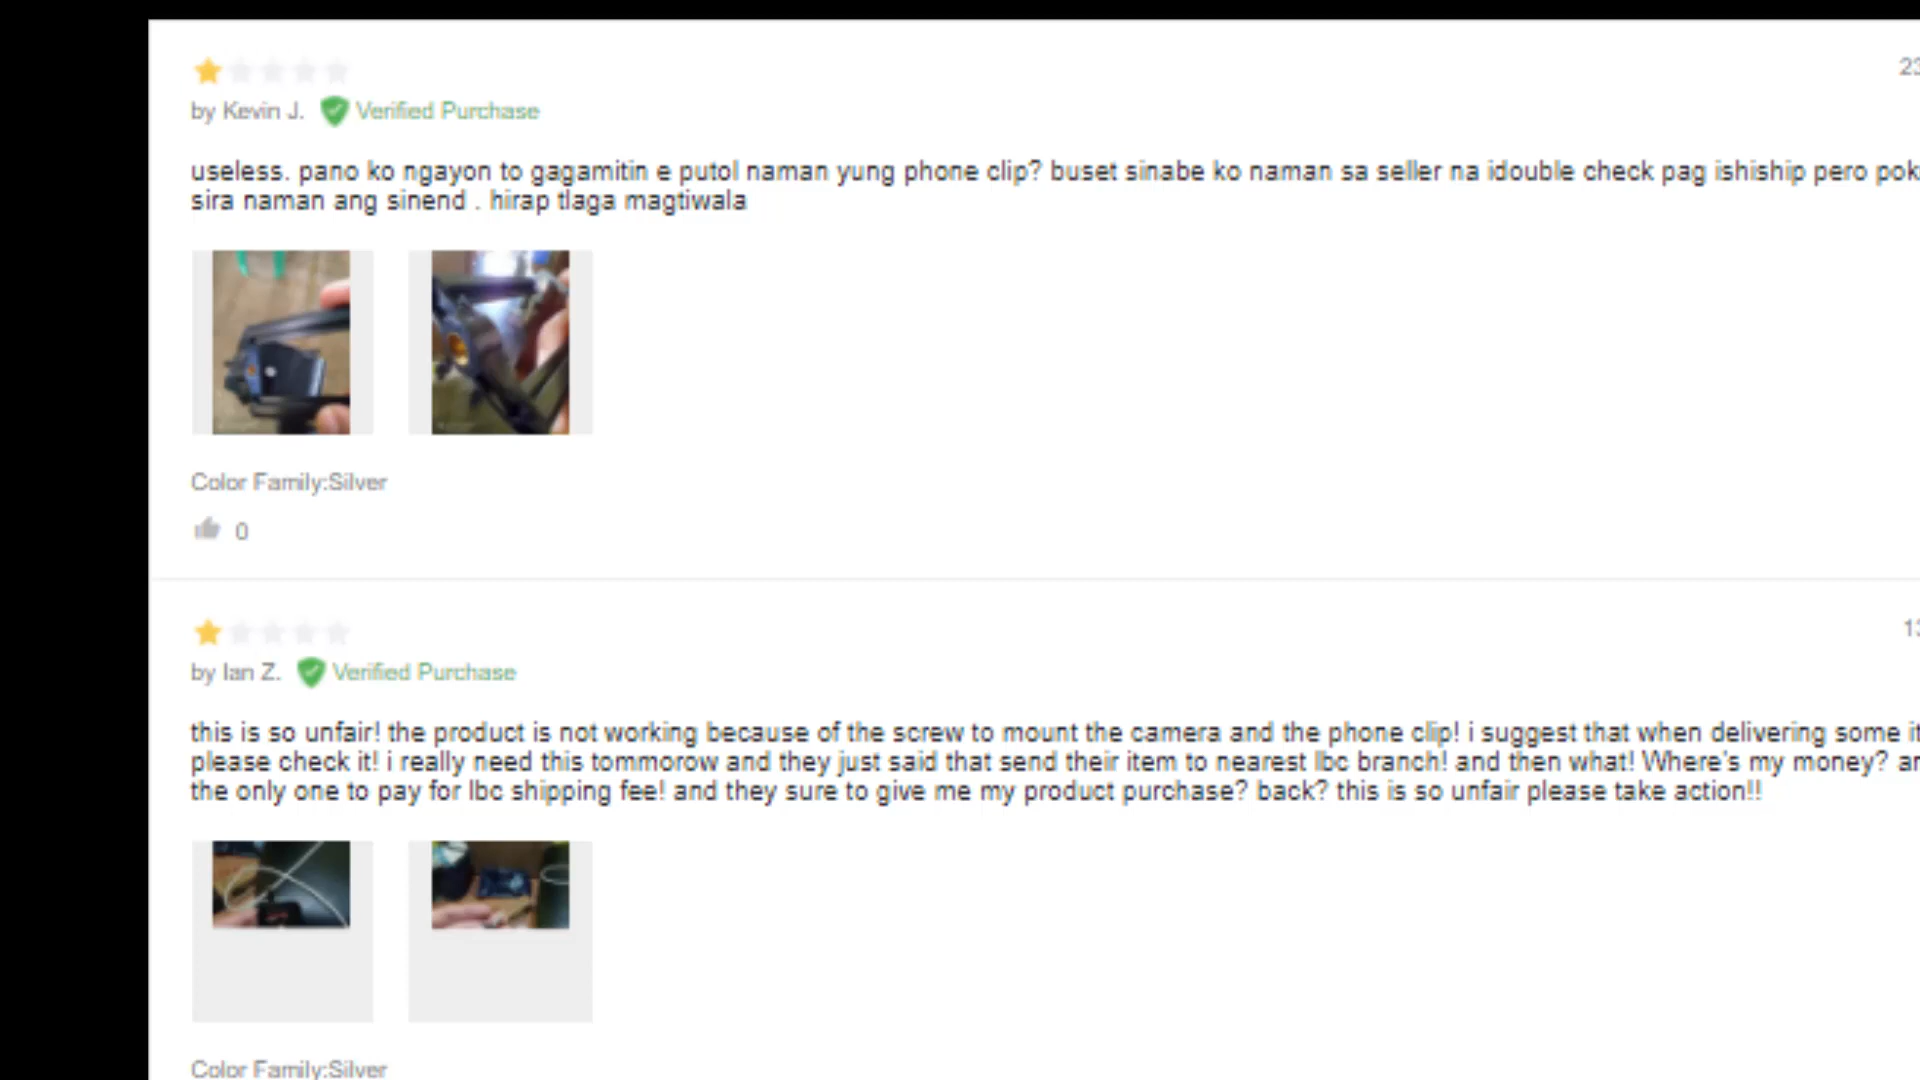 23
by Kevin J. Verified Purchase
useless. pano ko ngayon to gagamitin e putol naman yung phone clip? buset sinabe ko naman sa seller na idouble check pag ishiship pero pok
sira naman ang sinend . hirap tlaga magtiwala
Color Family:Silver
0
13
by Ian Z. Verified Purchase
this is so unfair! the product is not working because of the screw to mount the camera and the phone clip! i suggest that when delivering some it
please check it! i really need this tommorow and they just said that send their item to nearest lbc branch! and then what! Where's my money? an
the only one to pay for lbc shipping fee! and they sure to give me my product purchase? back? this is so unfair please take action!!
Color Family:Silver